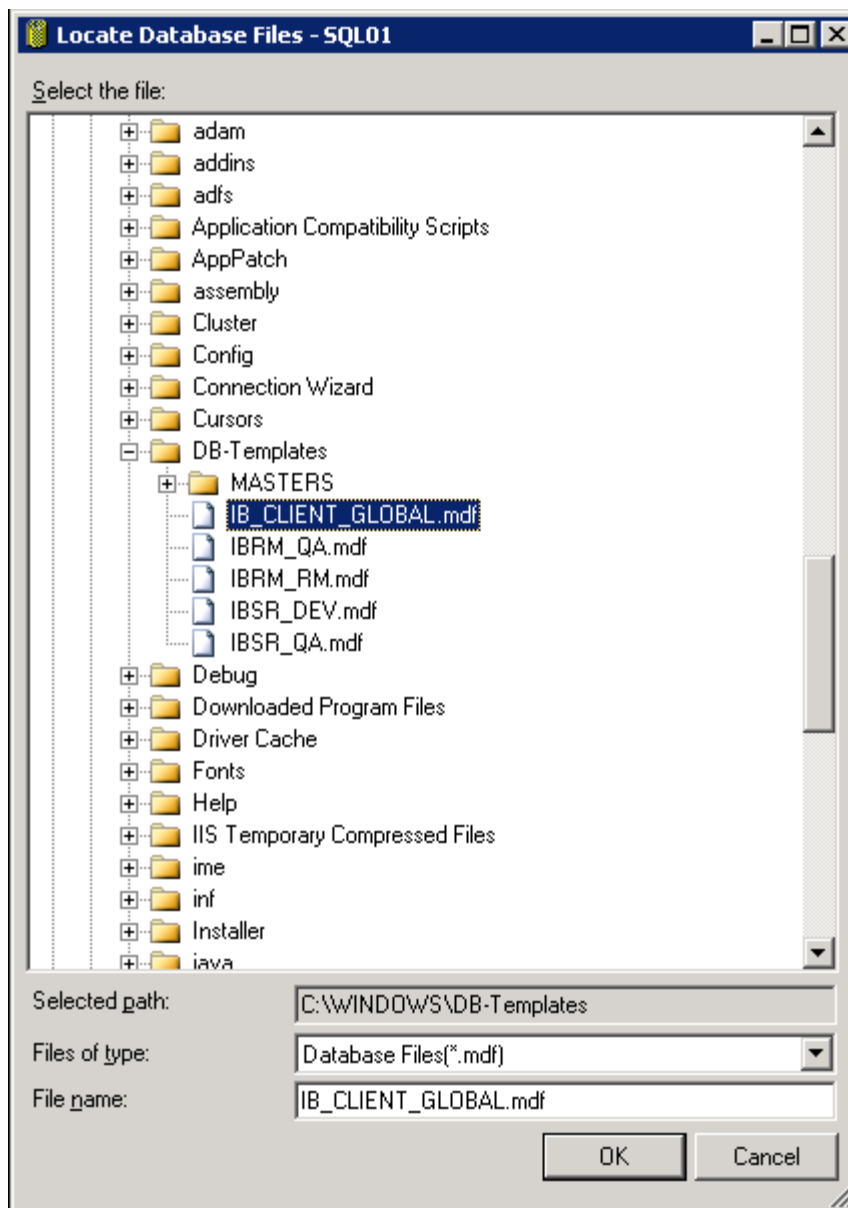 Locate Database Files - SQL01
Select the file:
adam
addins
adfs
Application Compatibility Scripts
AppPatch
assembly
Cluster
Config
Connection Wizard
Cursors
DB-Templates
MASTERS
IB_CLIENT_GLOBAL.mdf
IBRM_QA.mdf
IBRM_RM.mdf
IBSR_DEV.mdf
IBSR_QA.mdf
Debug
Downloaded Program Files
Driver Cache
Fonts
Help
IIS Temporary Compressed Files
ime
inf
Installer
java
Selected path: C:\WINDOWS\DB-Templates
Files of type: Database Files(*.mdf)
File name: IB_CLIENT_GLOBAL.mdf
OK Cancel